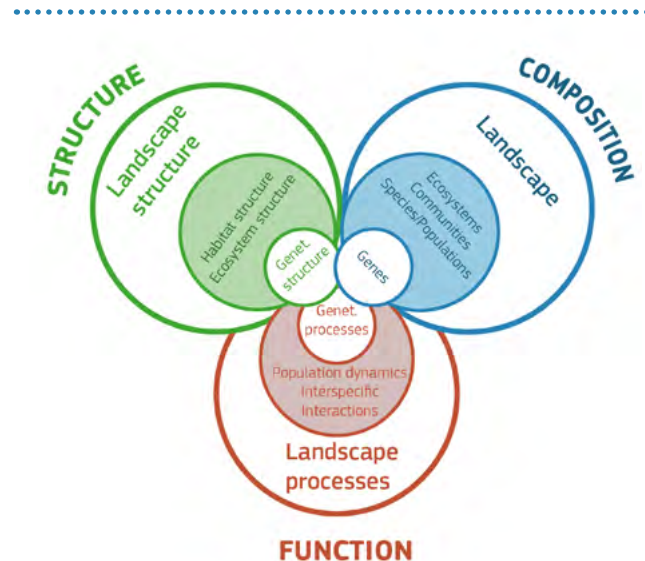 STRUCTURE
Landscape
structure
Habitat structure
Ecosystem structure
Genet.
structure
COMPOSITION
Landscape
Ecosystems
Communities
Species/Populations
Genes
Genet.
processes
Population dynamics
Interspecific
Interactions
Landscape
processes
FUNCTION